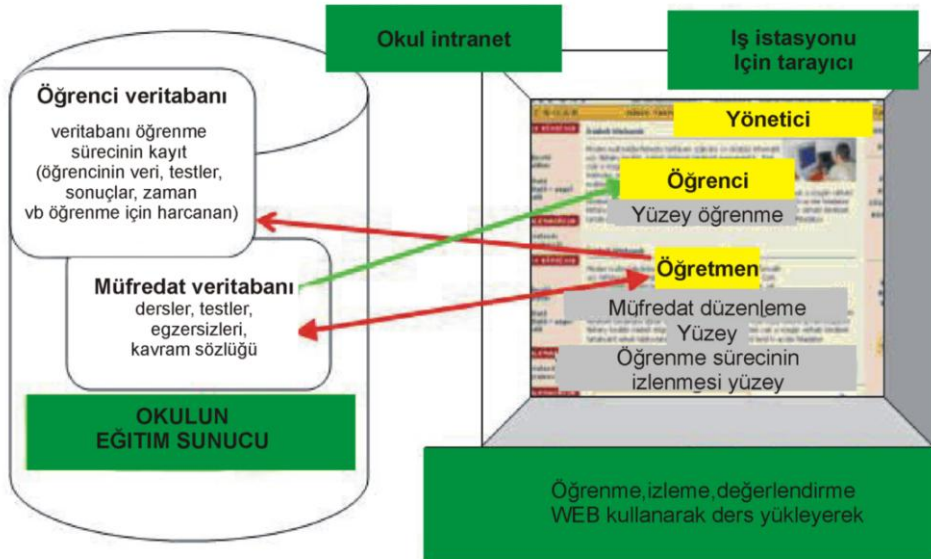 Okul intranet
Iş istasyonu
Için tarayıcı
Öğrenci veritabanı
veritabanı öğrenme
sürecinin kayıt
(öğrencinin veri, testler,
sonuçlar, zaman
vb öğrenme için harcanan)
Müfredat veritabanı
dersler, testler,
egzersizleri,
kavram sözlüğü
OKULUN
EĞITIM SUNUCU
Yönetici
Öğrenci
Yüzey öğrenme
Öğretmen
Müfredat düzenleme
Yüzey
Öğrenme sürecinin
izlenmesi yüzey
Öğrenme,izleme,değerlendirme
WEB kullanarak ders yükleyerek